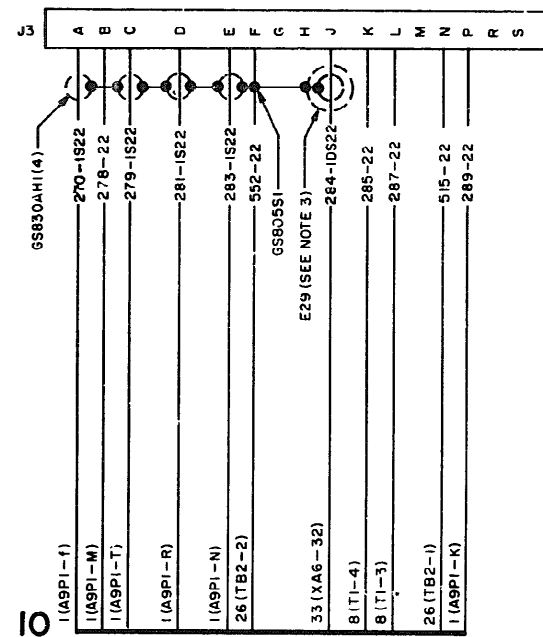 J3
A B C D E F G H J K L M N P R S
GS830AH1(4)
270-1S22
278-22
279-1S22
281-1S22
283-1S22
552-22
GS805S1
E29 (SEE NOTE 3)
284-1DS22
285-22
287-22
515-22
289-22
1(A9P1-f)
1(A9P1-M)
1(A9P1-T)
1(A9P1-R)
1(A9P1-N)
26(TB2-2)
33(XA6-32)
8(T1-4)
8(T1-3)
26(TB2-1)
1(A9P1-K)
10